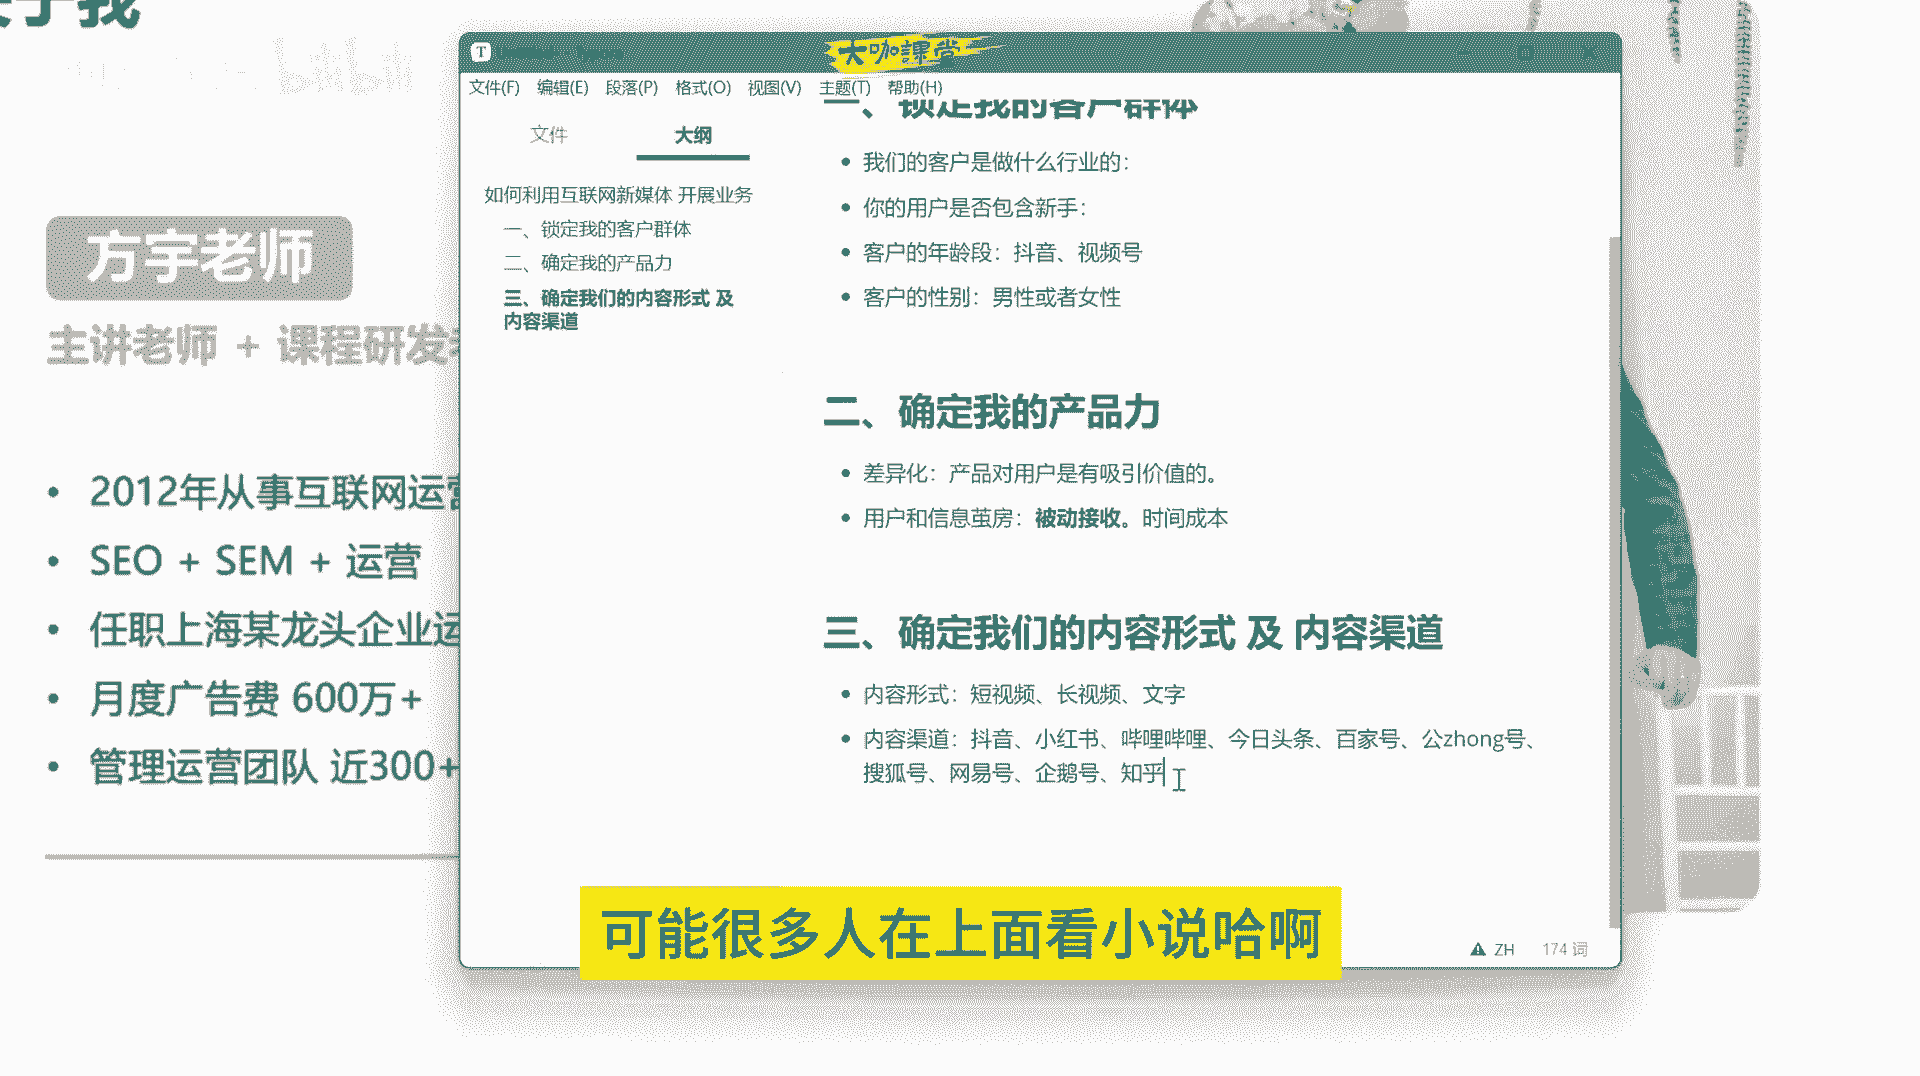 关于我
bilibili
方宇老师
主讲老师 + 课程研发
2012年从事互联网运营
SEO + SEM + 运营
任职上海某龙头企业运
月度广告费 600万+
管理运营团队 近300+
大咖課堂
文件(F) 编辑(E) 段落(P) 格式(O) 视图(V) 主题(T) 帮助(H)
文件 大纲
如何利用互联网新媒体 开展业务
一、锁定我的客户群体
二、确定我的产品力
三、确定我们的内容形式 及
内容渠道
一、锁定我的客户群体
我们的客户是做什么行业的：
你的用户是否包含新手：
客户的年龄段：抖音、视频号
客户的性别：男性或者女性
二、确定我的产品力
差异化：产品对用户是有吸引价值的。
用户和信息茧房：被动接收。时间成本
三、确定我们的内容形式 及 内容渠道
内容形式：短视频、长视频、文字
内容渠道：抖音、小红书、哔哩哔哩、今日头条、百家号、公zhong号、
搜狐号、网易号、企鹅号、知乎
ZH 174 词
可能很多人在上面看小说哈啊